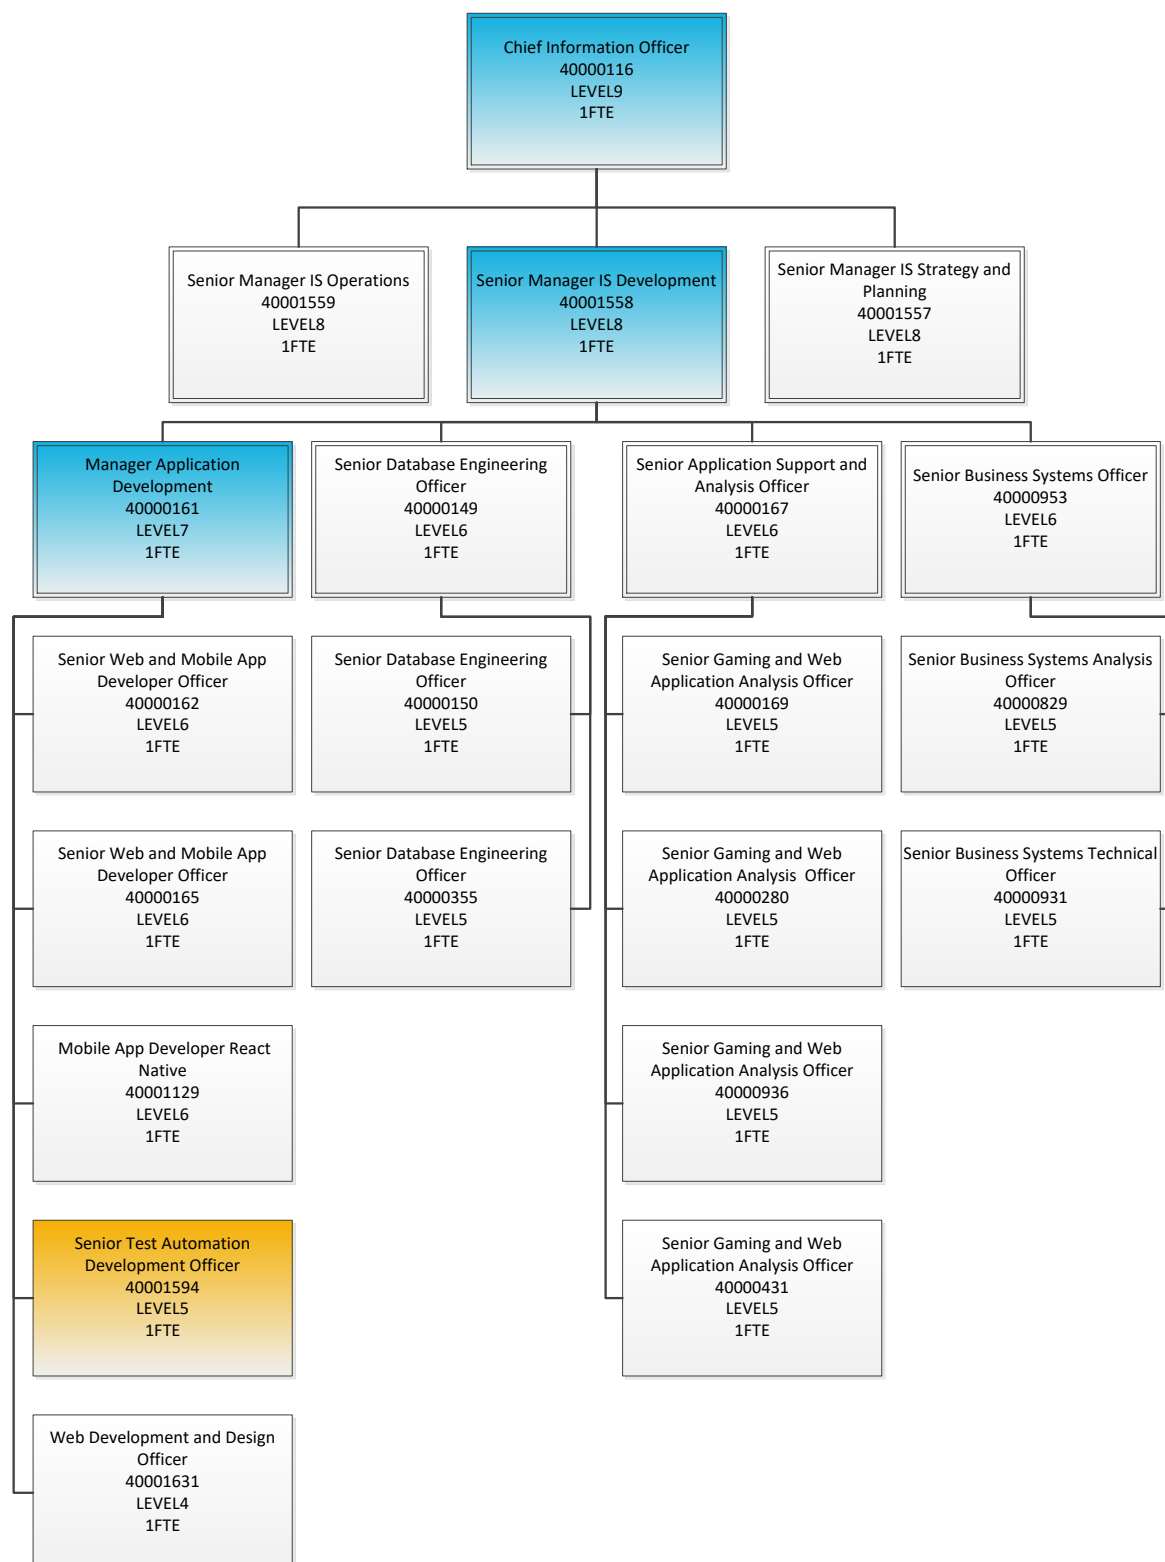 Chief Information Officer
40000116
LEVEL9
1FTE
Senior Manager IS Operations
40001559
LEVEL8
1FTE
Senior Manager IS Development
40001558
LEVEL8
1FTE
Senior Manager IS Strategy and
Planning
40001557
LEVEL8
1FTE
Manager Application
Development
40000161
LEVEL7
1FTE
Senior Database Engineering
Officer
40000149
LEVEL6
1FTE
Senior Application Support and
Analysis Officer
40000167
LEVEL6
1FTE
Senior Business Systems Officer
40000953
LEVEL6
1FTE
Senior Web and Mobile App
Developer Officer
40000162
LEVEL6
1FTE
Senior Database Engineering
Officer
40000150
LEVEL5
1FTE
Senior Gaming and Web
Application Analysis Officer
40000169
LEVEL5
1FTE
Senior Business Systems Analysis
Officer
40000829
LEVEL5
1FTE
Senior Web and Mobile App
Developer Officer
40000165
LEVEL6
1FTE
Senior Database Engineering
Officer
40000355
LEVEL5
1FTE
Senior Gaming and Web
Application Analysis  Officer
40000280
LEVEL5
1FTE
Senior Business Systems Technical
Officer
40000931
LEVEL5
1FTE
Mobile App Developer React
Native
40001129
LEVEL6
1FTE
Senior Gaming and Web
Application Analysis Officer
40000936
LEVEL5
1FTE
Senior Test Automation
Development Officer
40001594
LEVEL5
1FTE
Senior Gaming and Web
Application Analysis Officer
40000431
LEVEL5
1FTE
Web Development and Design
Officer
40001631
LEVEL4
1FTE